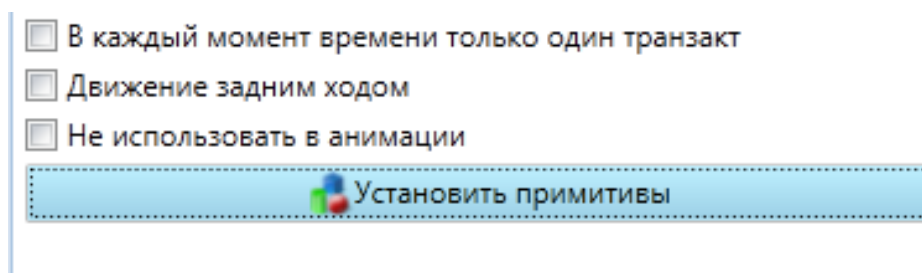 В каждый момент времени только один транзакт
Движение задним ходом
Не использовать в анимации
Установить примитивы